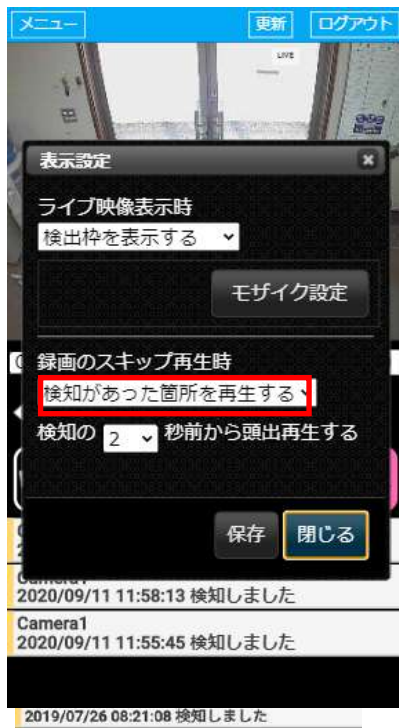 メニュー
更新
ログアウト
LIVE
表示設定
ライブ映像表示時
検出枠を表示する
モザイク設定
録画のスキップ再生時
検知があった箇所を再生する
検知の 2 秒前から頭出再生する
保存
閉じる
2020/09/11 11:58:13 検知しました
Camera1
2020/09/11 11:55:45 検知しました
2019/07/26 08:21:08 検知しました